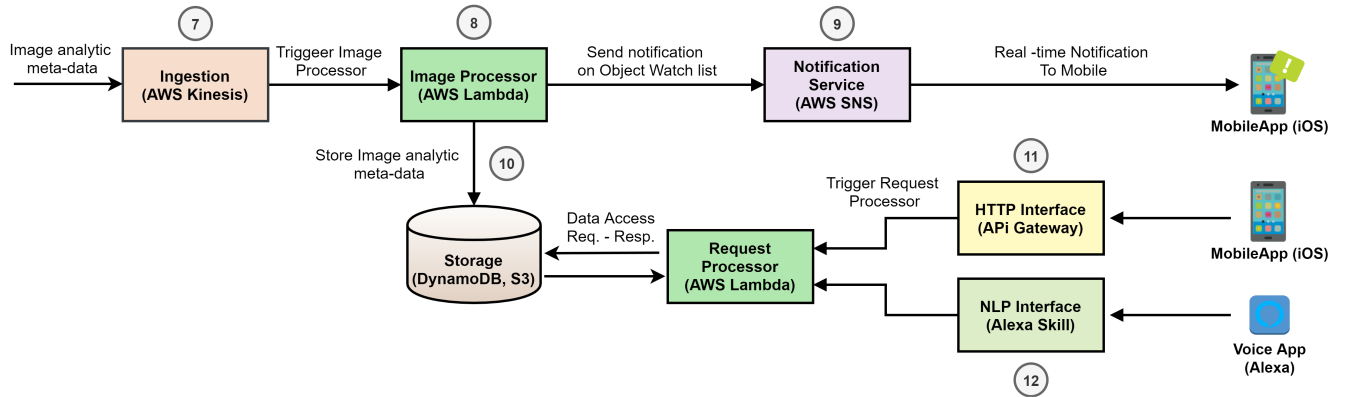 7
8
9
Image analytic
meta-data
Ingestion
(AWS Kinesis)
Triggeer Image
Processor
Image Processor
(AWS Lambda)
Send notification
on Object Watch list
Notification
Service
(AWS SNS)
Real -time Notification
To Mobile
MobileApp (iOS)
Store Image analytic
meta-data
10
11
Trigger Request
Processor
HTTP Interface
(APi Gateway)
MobileApp (iOS)
Storage
(DynamoDB, S3)
Data Access
Req. - Resp.
Request
Processor
(AWS Lambda)
NLP Interface
(Alexa Skill)
Voice App
(Alexa)
12